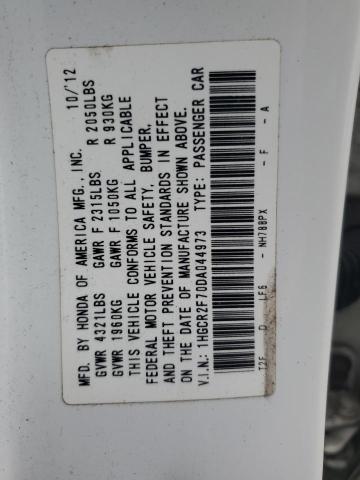 MFD. BY HONDA OF AMERICA MFG., INC. 10/'12
GVWR 4321LBS GAWR F 2315LBS R 2050LBS
GVWR 1960KG GAWR F 1050KG R 930KG
THIS VEHICLE CONFORMS TO ALL APPLICABLE
FEDERAL MOTOR VEHICLE SAFETY, BUMPER,
AND THEFT PREVENTION STANDARDS IN EFFECT
ON THE DATE OF MANUFACTURE SHOWN ABOVE.
V.I.N.: 1HGCR2F70DA044973 TYPE: PASSENGER CAR
T2F D LF6 - NH788PX - F - A